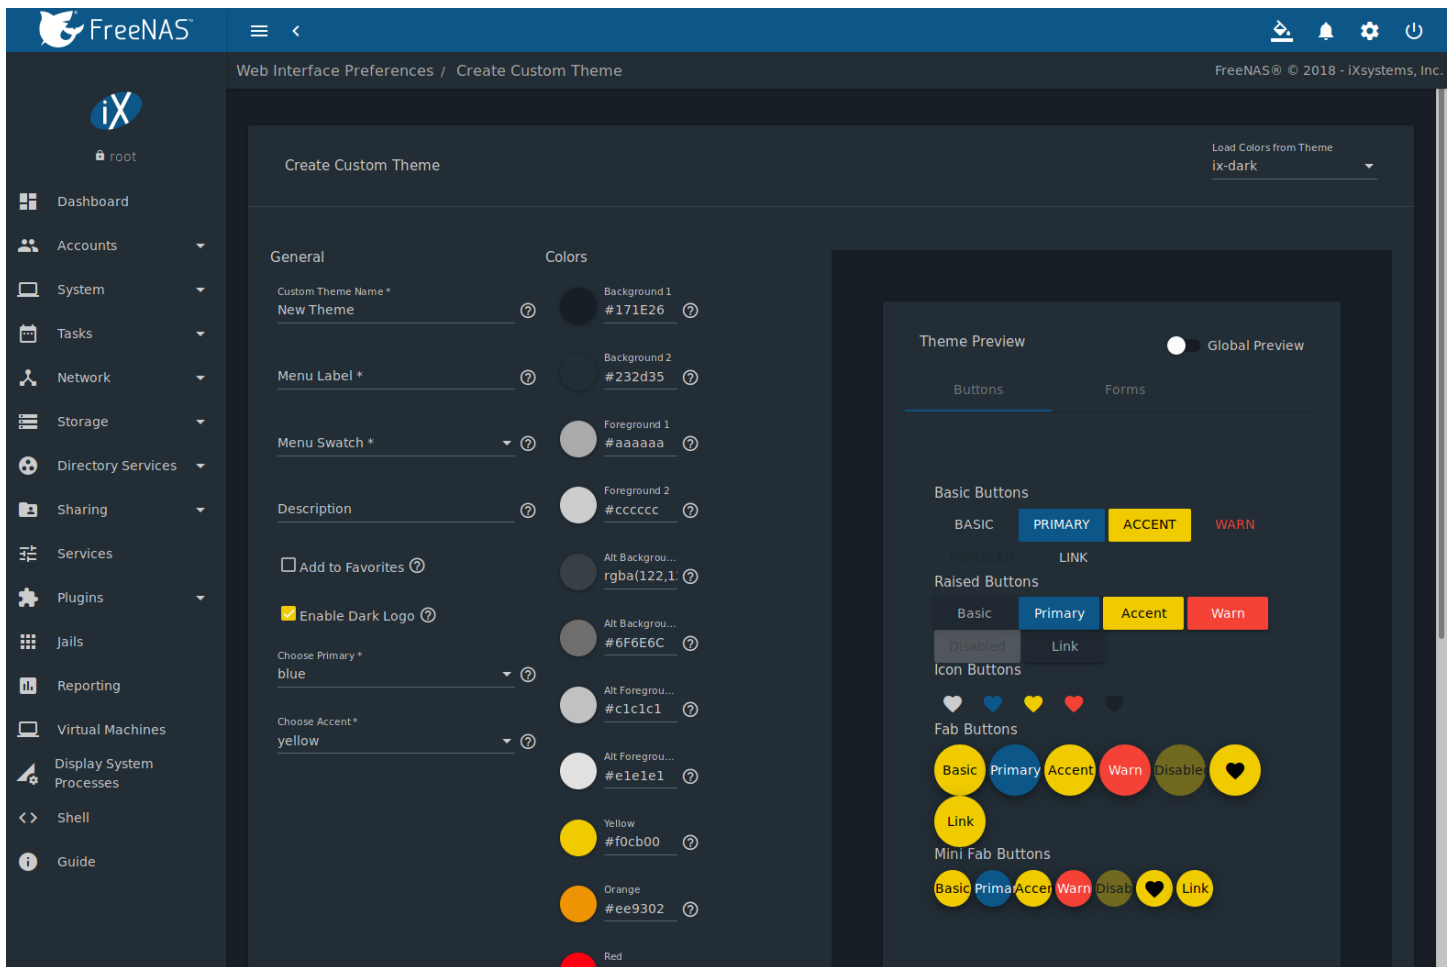 FreeNAS®
Web Interface Preferences / Create Custom Theme
FreeNAS® © 2018 - iXsystems, Inc.
iX
root
Dashboard
Accounts
System
Tasks
Network
Storage
Directory Services
Sharing
Services
Plugins
Jails
Reporting
Virtual Machines
Display System
Processes
Shell
Guide
Create Custom Theme
Load Colors from Theme
ix-dark
General
Custom Theme Name *
New Theme
Menu Label *
Menu Swatch *
Description
Add to Favorites
Enable Dark Logo
Choose Primary *
blue
Choose Accent *
yellow
Colors
Background 1
#171E26
Background 2
#232d35
Foreground 1
#aaaaaa
Foreground 2
#cccccc
Alt Backgrou...
rgba(122,1
Alt Backgrou...
#6F6E6C
Alt Foregrou...
#c1c1c1
Alt Foregrou...
#e1e1e1
Yellow
#f0cb00
Orange
#ee9302
Red
Theme Preview
Global Preview
Buttons Forms
Basic Buttons
BASIC PRIMARY ACCENT WARN
DISABLED LINK
Raised Buttons
Basic Primary Accent Warn
Disabled Link
Icon Buttons
Fab Buttons
Basic Primary Accent Warn Disable
Link
Mini Fab Buttons
Basic Prima Accer Warn Disab Link